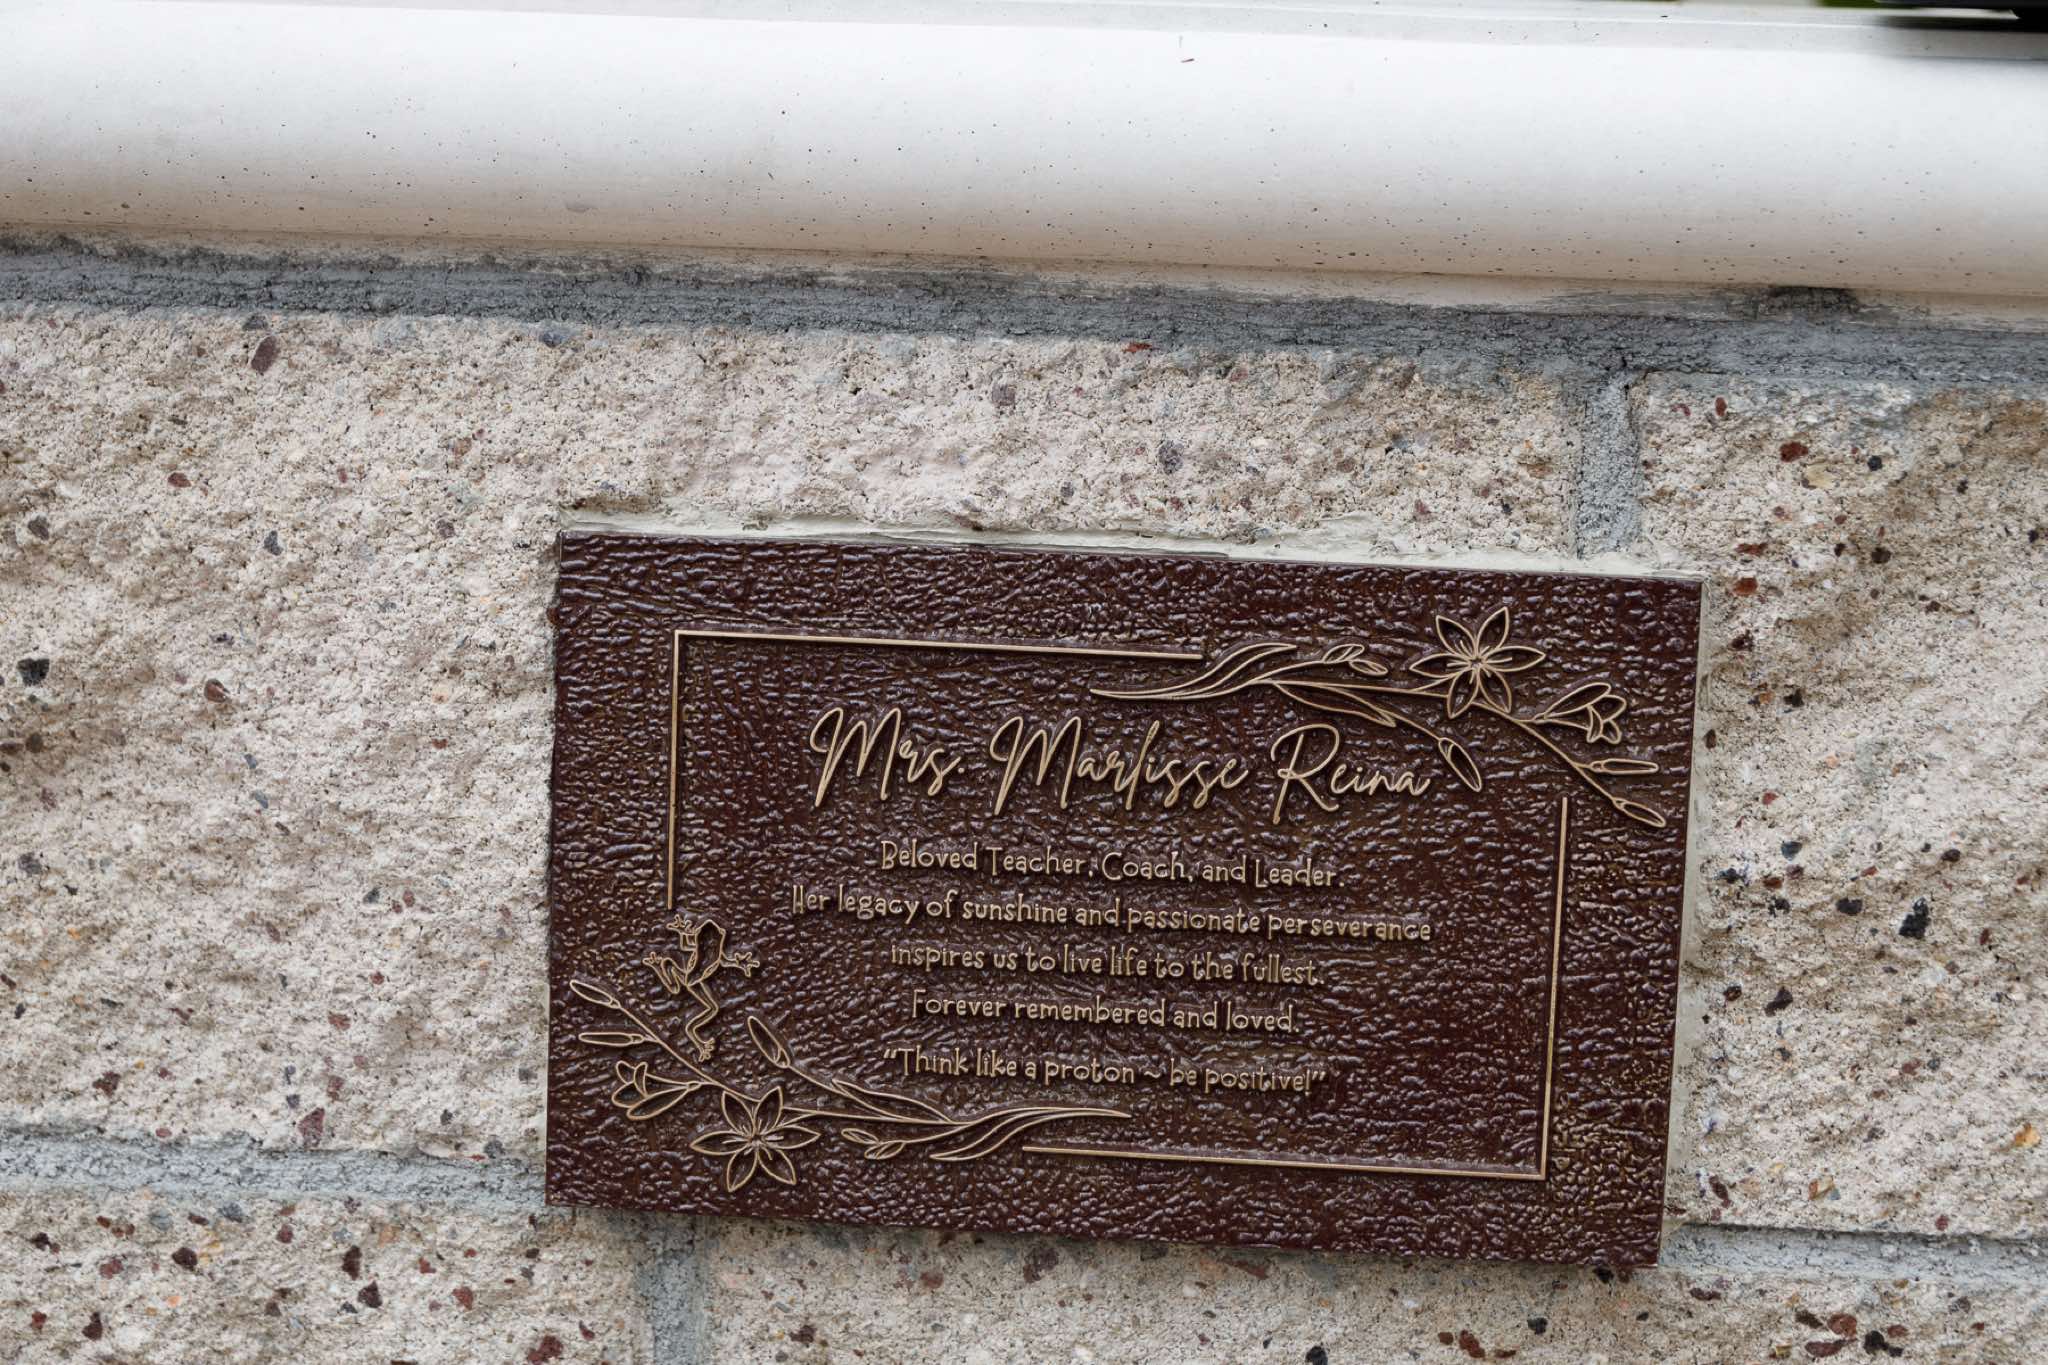 Mrs. Marlisse Reina
Beloved Teacher, Coach, and Leader.
Her legacy of sunshine and passionate perseverance
inspires us to live life to the fullest.
Forever remembered and loved.
"Think like a proton ~ be positive!"